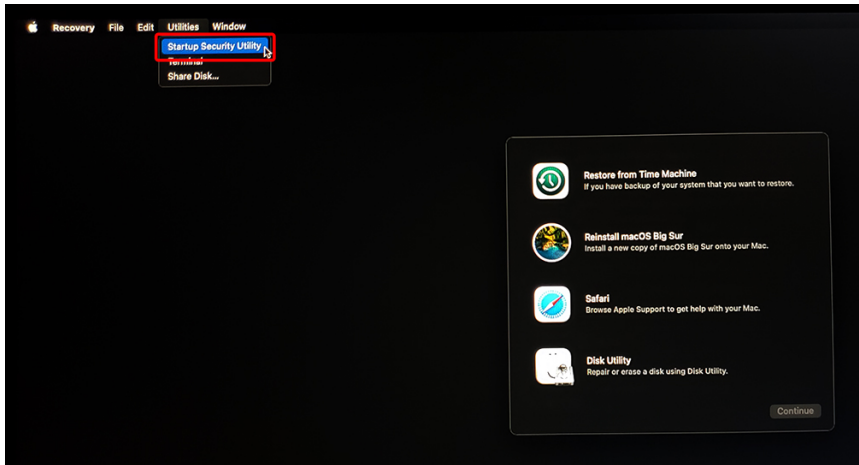 Recovery File Edit Utilities Window
Startup Security Utility
Terminal
Share Disk...
Restore from Time Machine
If you have backup of your system that you want to restore.
Reinstall macOS Big Sur
Install a new copy of macOS Big Sur onto your Mac.
Safari
Browse Apple Support to get help with your Mac.
Disk Utility
Repair or erase a disk using Disk Utility.
Continue